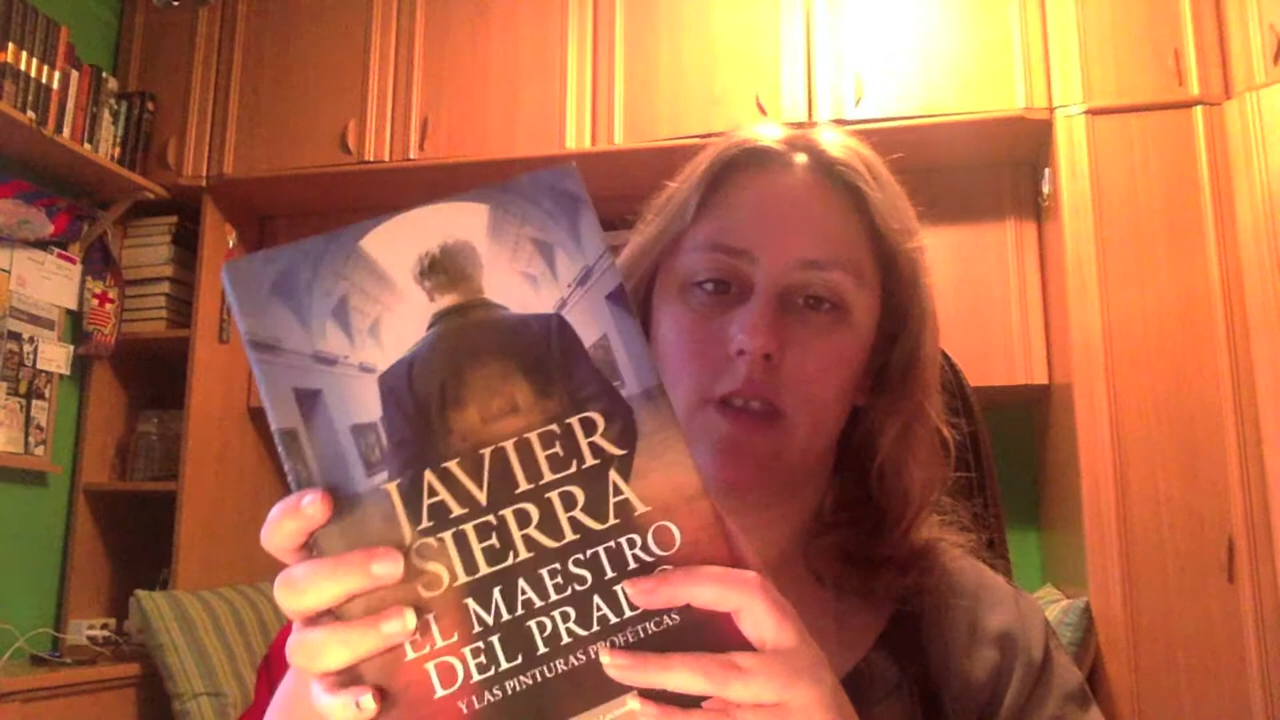 JAVIER
SIERRA
EL MAESTRO
DEL PRADO
Y LAS PINTURAS PROFÉTICAS